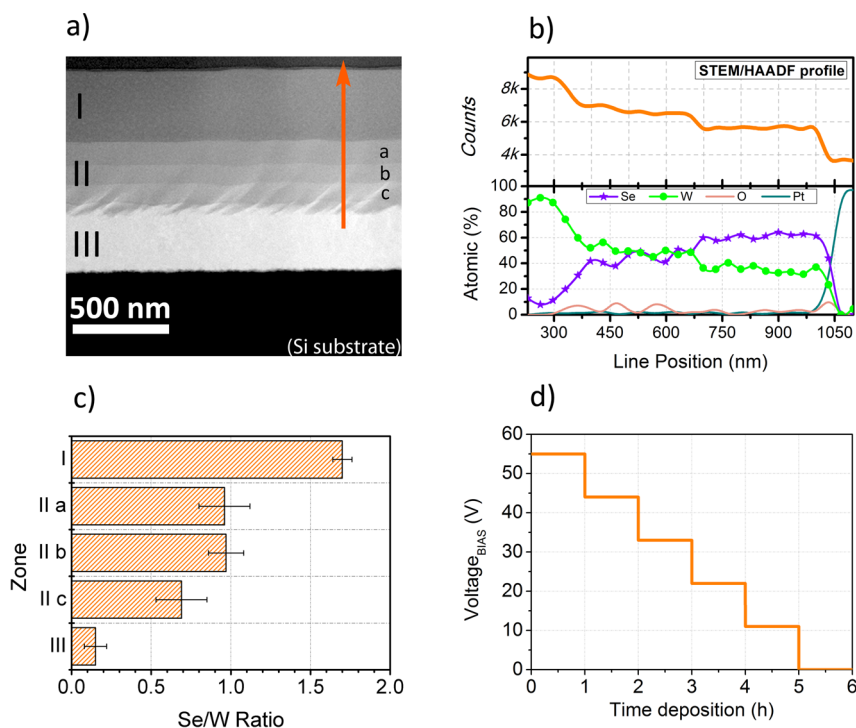 a)
I
II
III
a
b
c
500 nm
(Si substrate)
b)
STEM/HAADF profile
Counts
8k
6k
4k
Se W O Pt
Atomic (%)
100
80
60
40
20
0
300 450 600 750 900 1050
Line Position (nm)
c)
Zone
I
II a
II b
II c
III
0.0 0.5 1.0 1.5 2.0
Se/W Ratio
d)
Voltage_BIAS (V)
60
50
40
30
20
10
0
0 1 2 3 4 5 6
Time deposition (h)